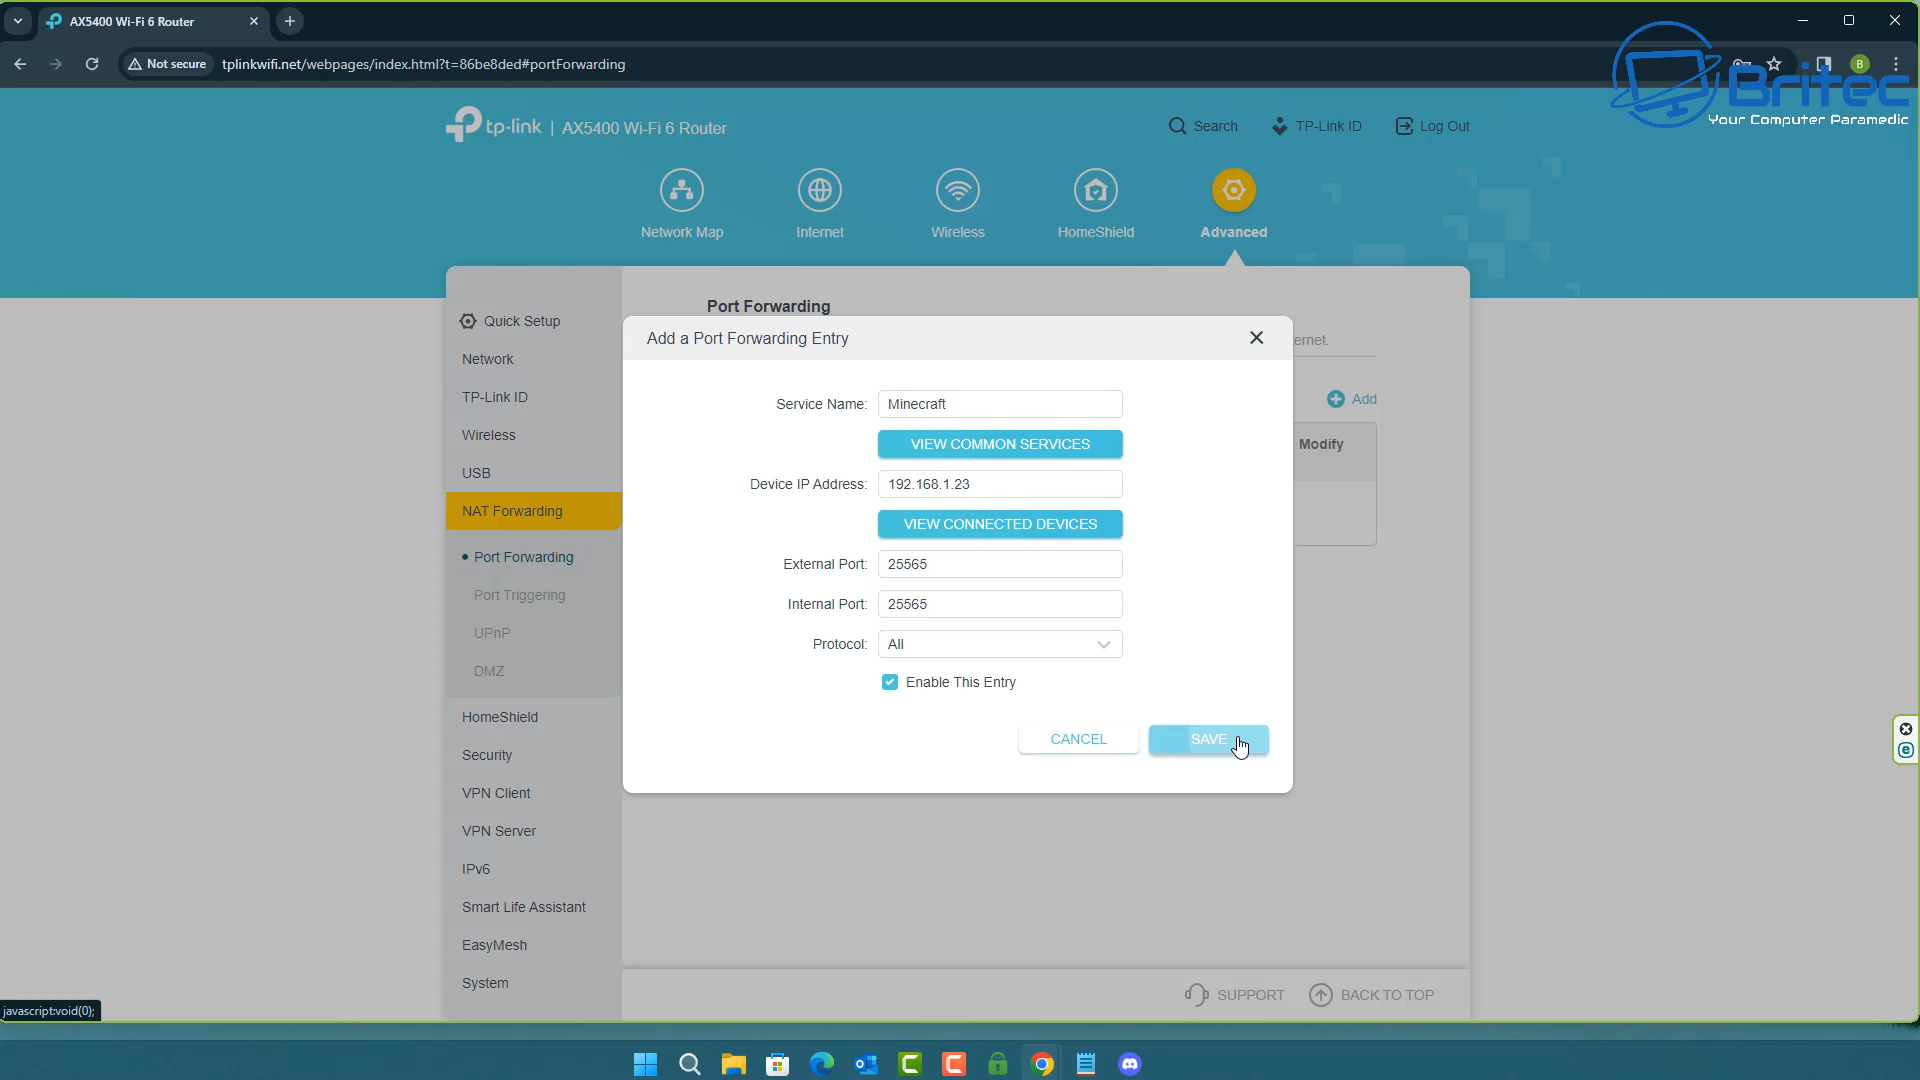 AX5400 Wi-Fi 6 Router
Not secure
tplinkwifi.net/webpages/index.html?t=86be8ded#portForwarding
B
Britec
Your Computer Paramedic
tp-link | AX5400 Wi-Fi 6 Router
Search
TP-Link ID
Log Out
Network Map
Internet
Wireless
HomeShield
Advanced
Quick Setup
Network
TP-Link ID
Wireless
USB
NAT Forwarding
Port Forwarding
Port Triggering
UPnP
DMZ
HomeShield
Security
VPN Client
VPN Server
IPv6
Smart Life Assistant
EasyMesh
System
Port Forwarding
ernet.
Add
Modify
Add a Port Forwarding Entry
Service Name: Minecraft
VIEW COMMON SERVICES
Device IP Address: 192.168.1.23
VIEW CONNECTED DEVICES
External Port: 25565
Internal Port: 25565
Protocol: All
Enable This Entry
CANCEL
SAVE
SUPPORT
BACK TO TOP
javascript:void(0);